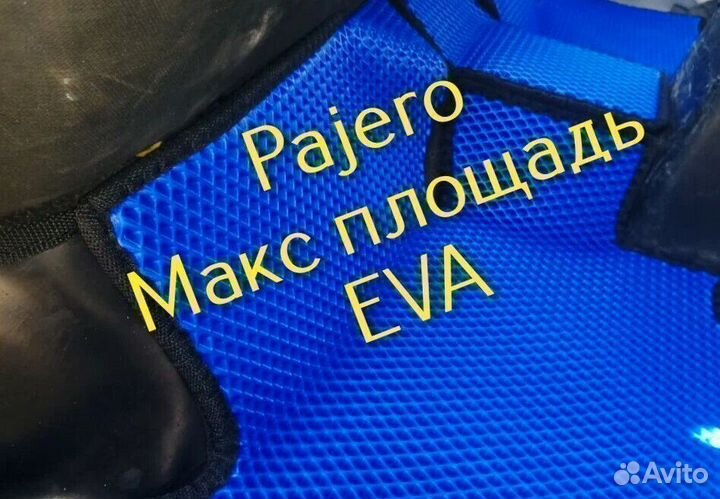 Pajero
Макс площадь
EVA
Avito